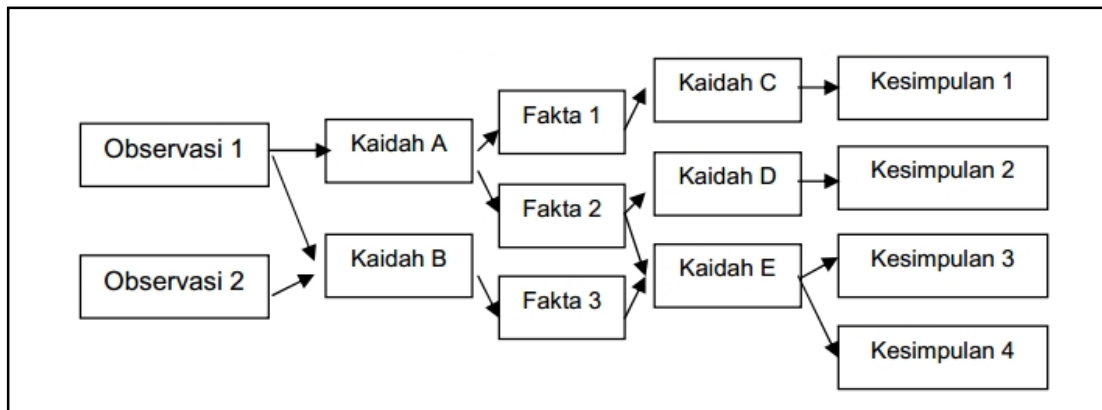 Observasi 1
Observasi 2
Kaidah A
Kaidah B
Fakta 1
Fakta 2
Fakta 3
Kaidah C
Kaidah D
Kaidah E
Kesimpulan 1
Kesimpulan 2
Kesimpulan 3
Kesimpulan 4